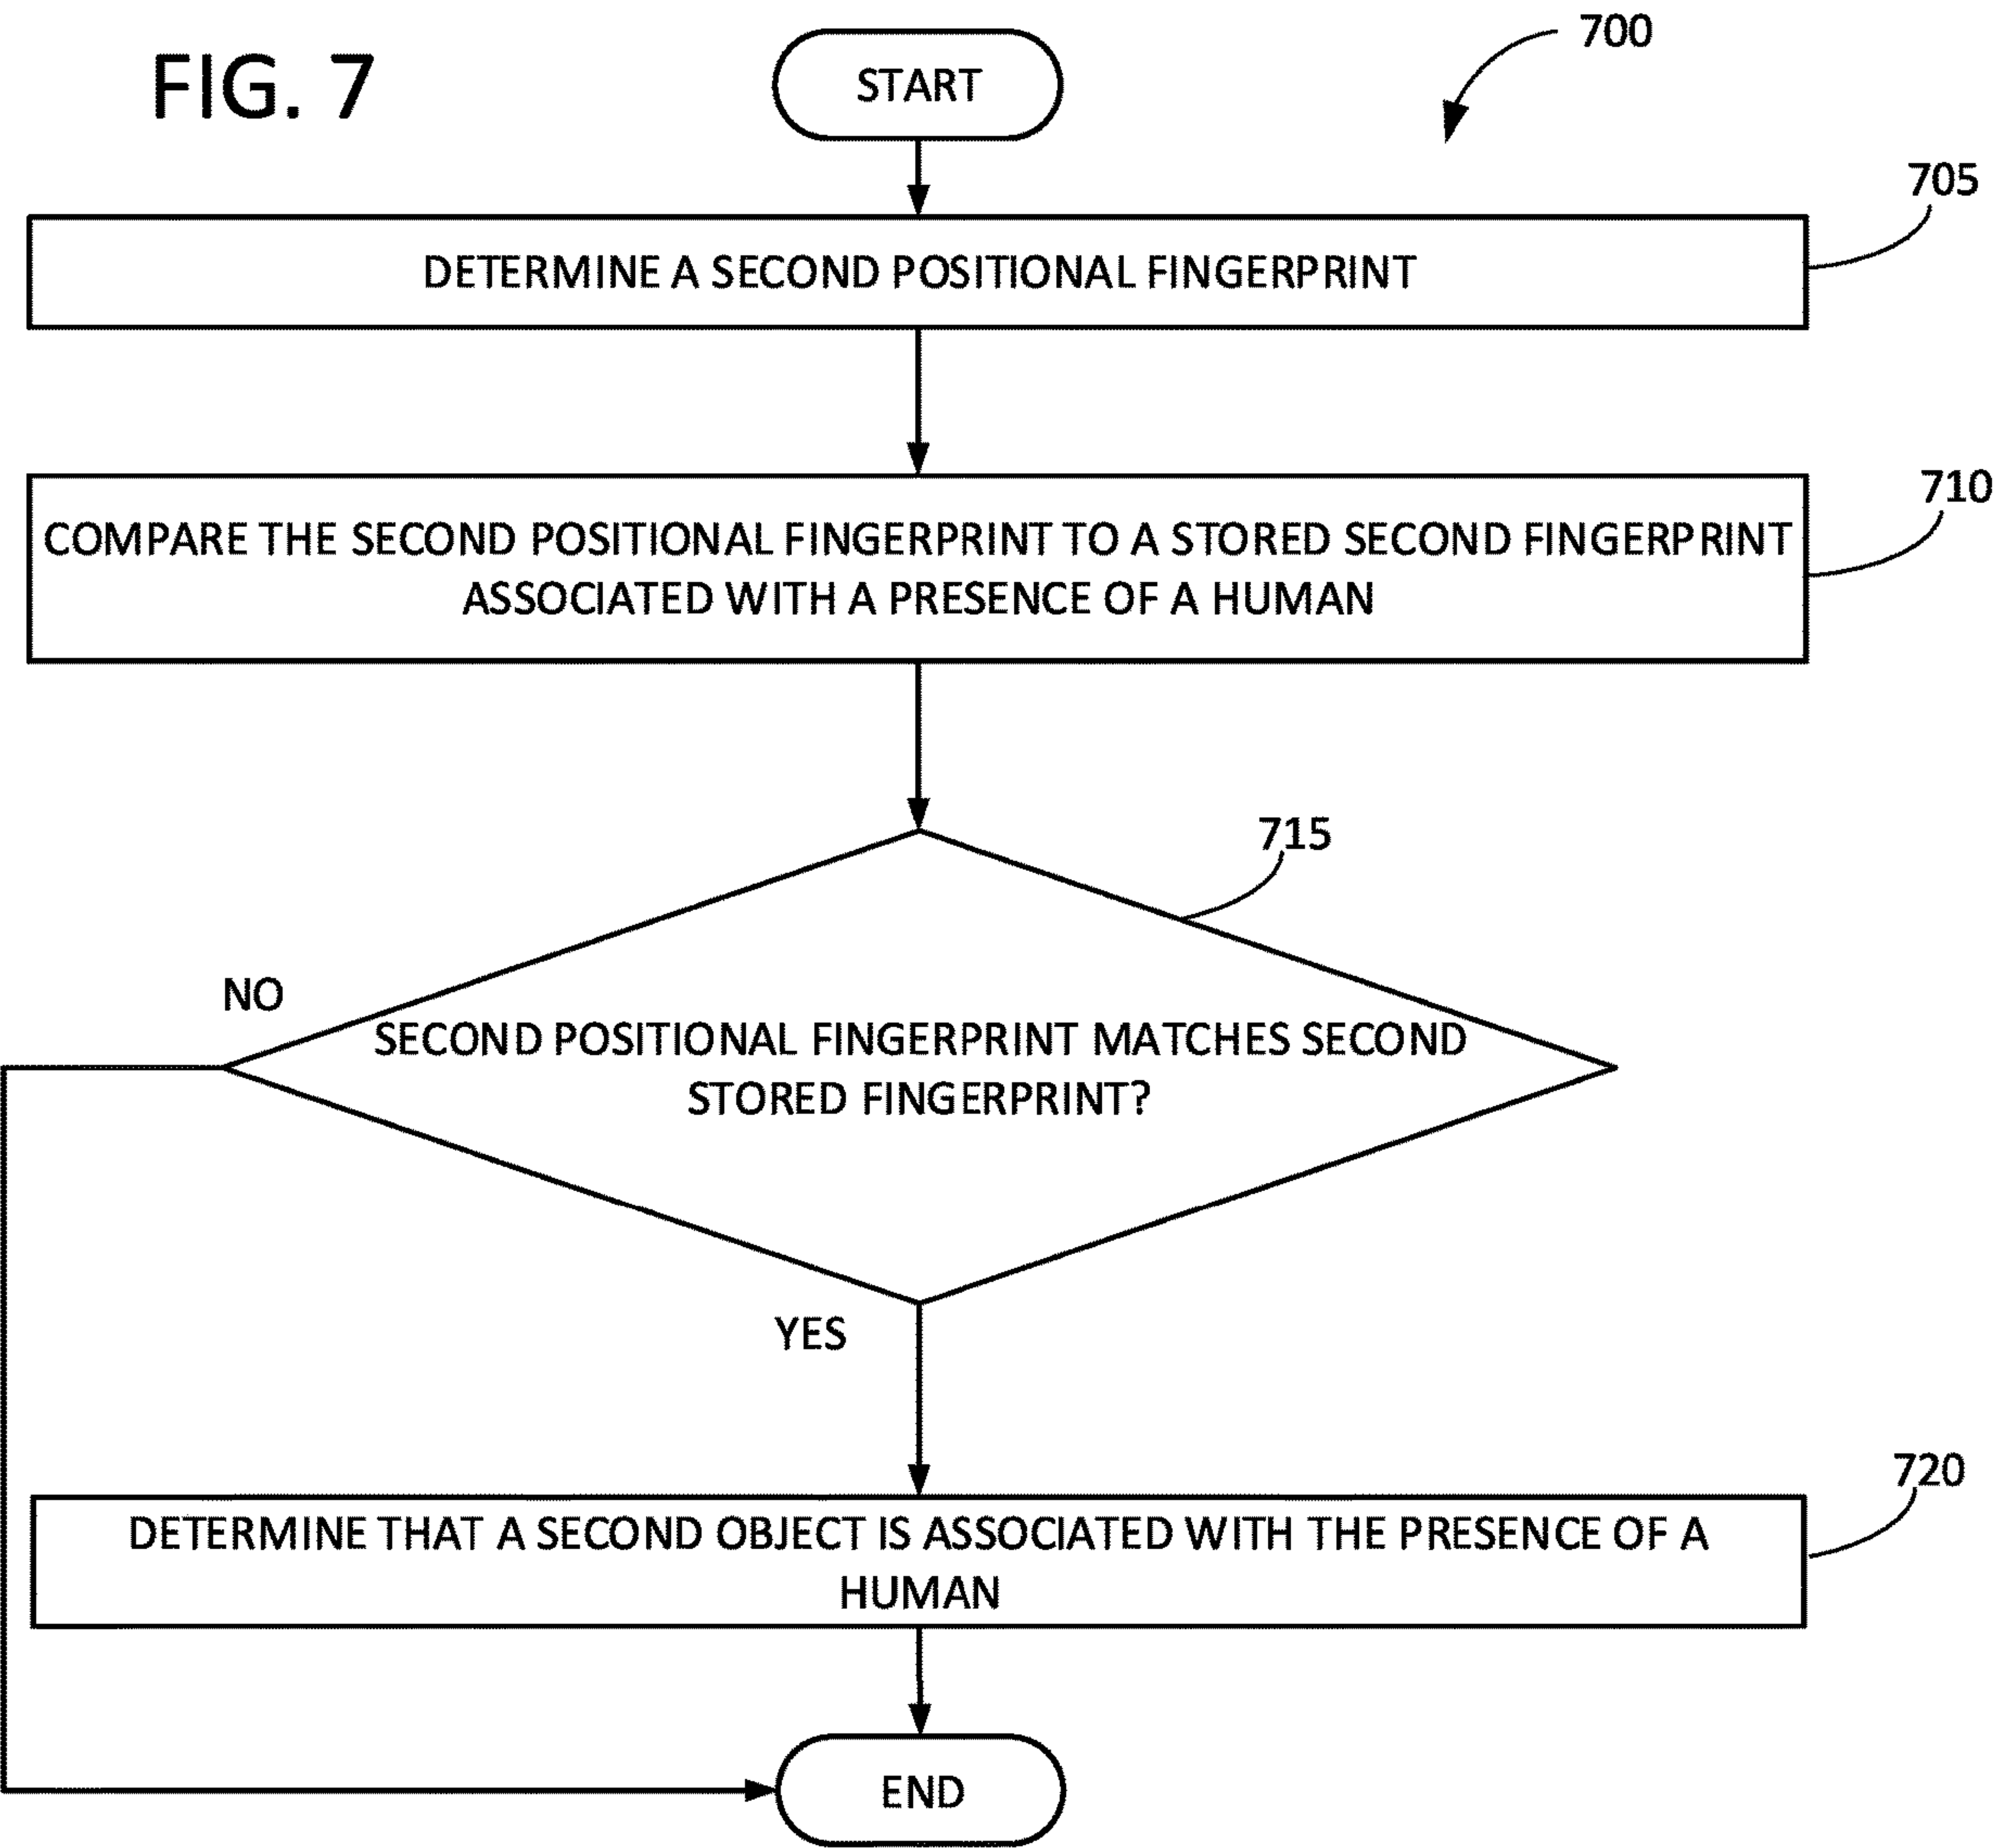 FIG. 7
START
700
705
DETERMINE A SECOND POSITIONAL FINGERPRINT
710
COMPARE THE SECOND POSITIONAL FINGERPRINT TO A STORED SECOND FINGERPRINT
ASSOCIATED WITH A PRESENCE OF A HUMAN
715
NO
SECOND POSITIONAL FINGERPRINT MATCHES SECOND
STORED FINGERPRINT?
YES
720
DETERMINE THAT A SECOND OBJECT IS ASSOCIATED WITH THE PRESENCE OF A
HUMAN
END